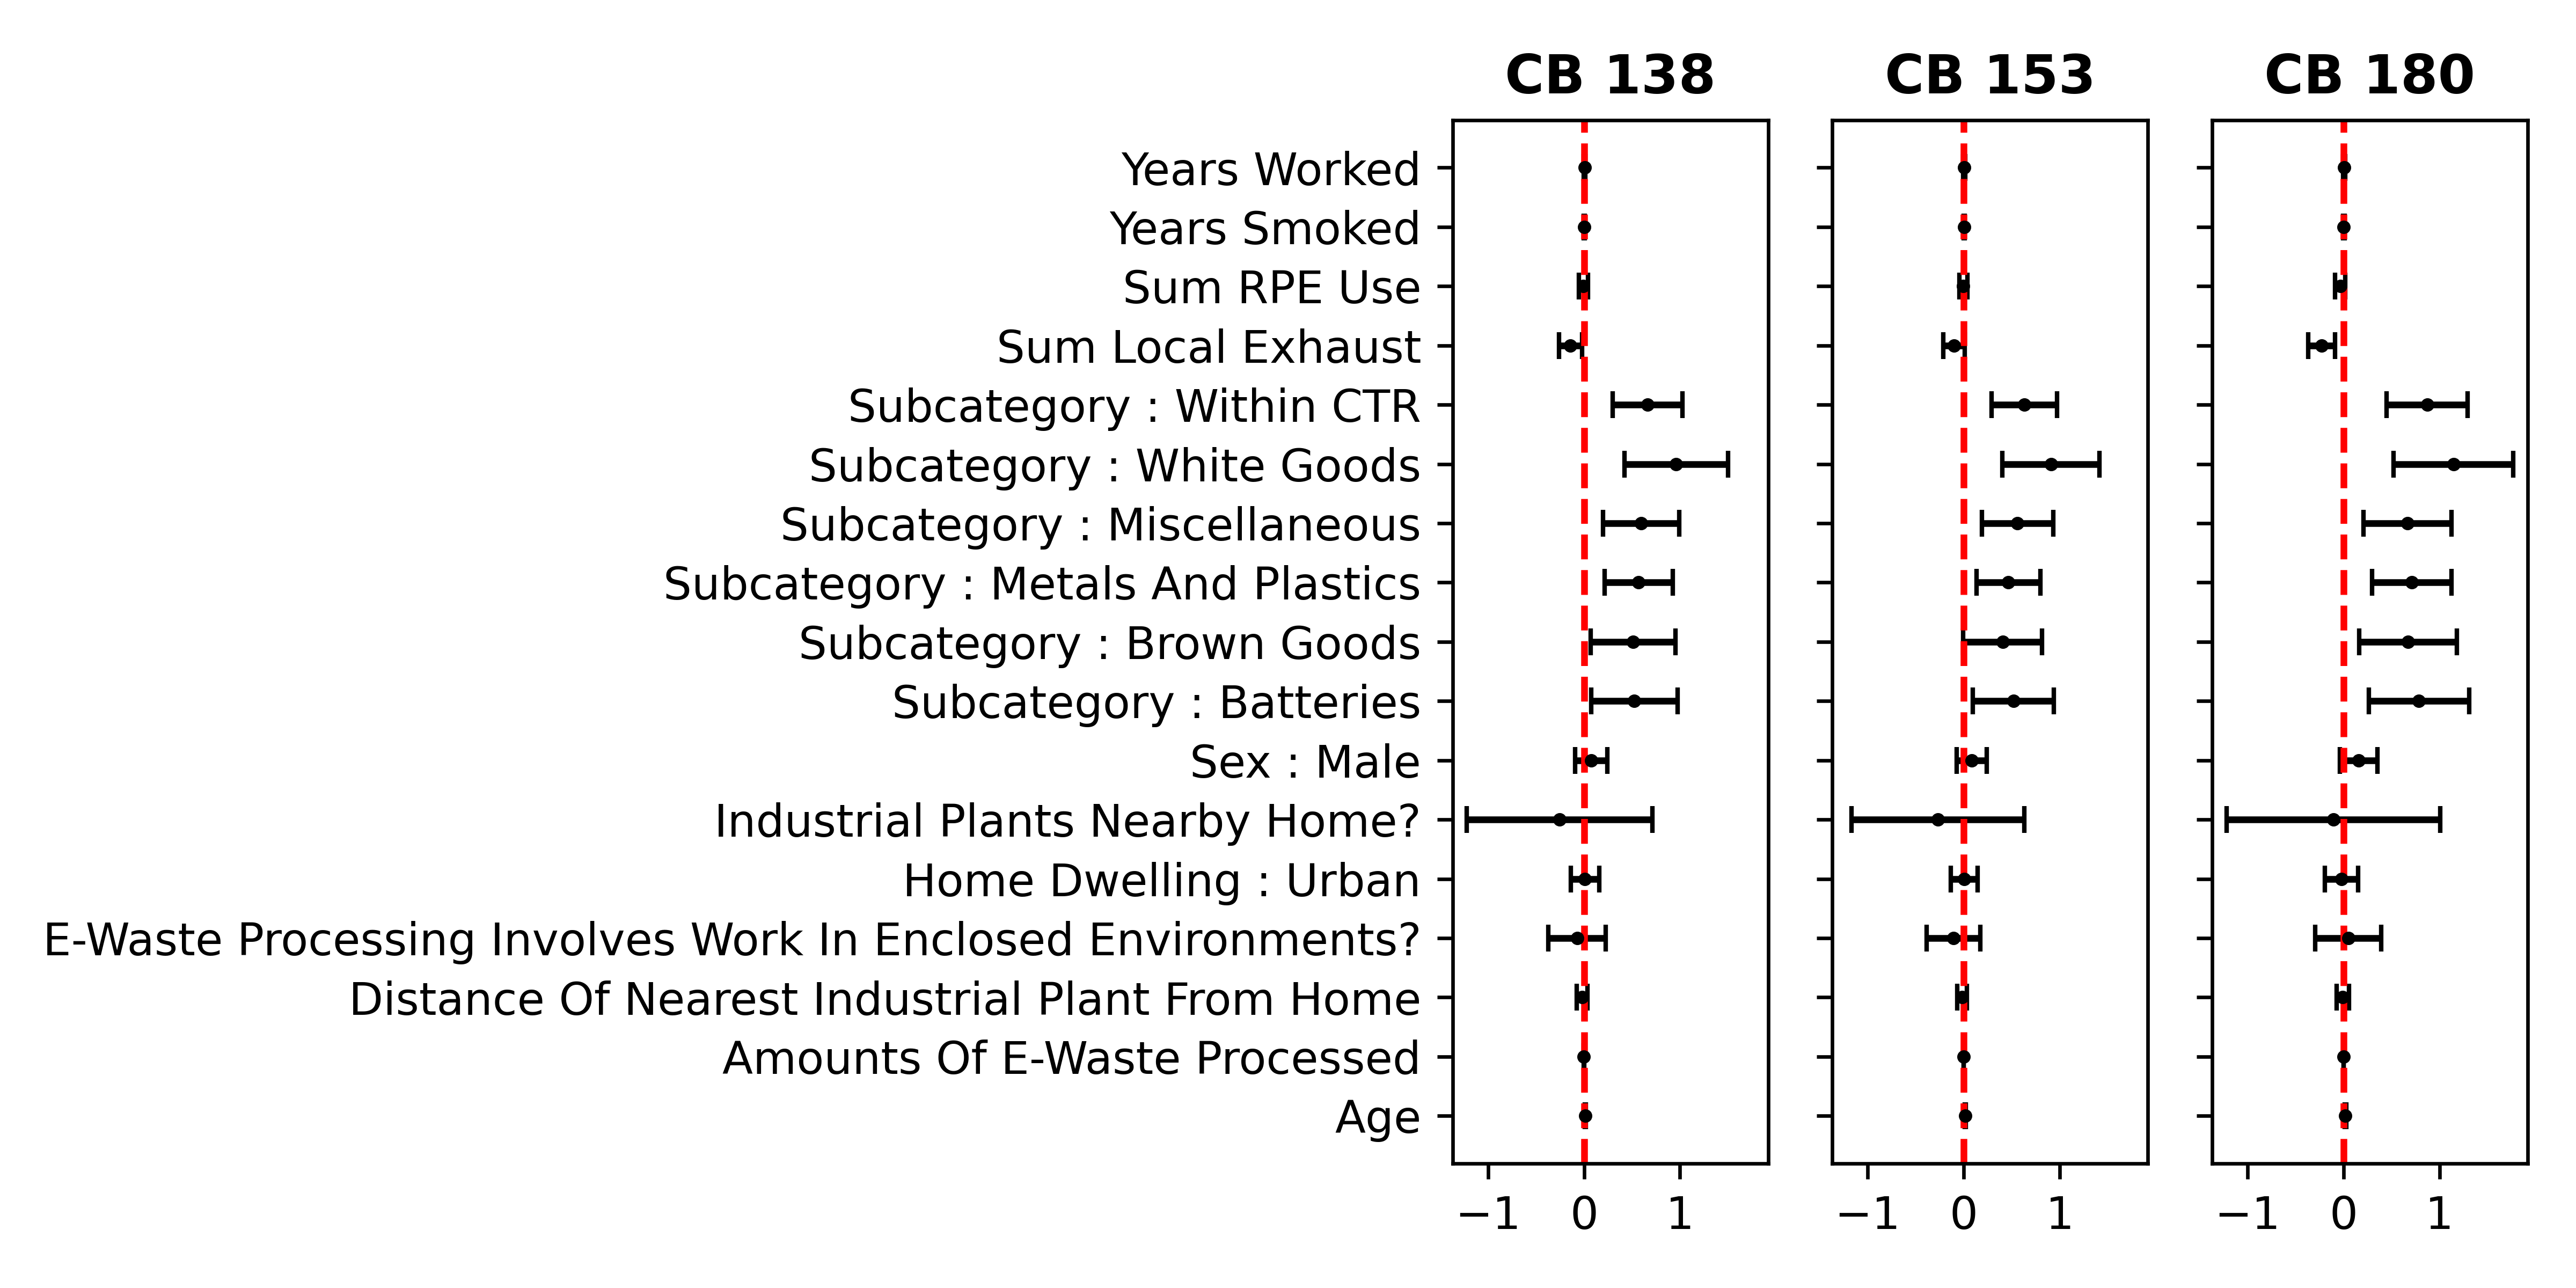 CB 138 CB 153 CB 180
Years Worked
Years Smoked
Sum RPE Use
Sum Local Exhaust
Subcategory : Within CTR
Subcategory : White Goods
Subcategory : Miscellaneous
Subcategory : Metals And Plastics
Subcategory : Brown Goods
Subcategory : Batteries
Sex : Male
Industrial Plants Nearby Home?
Home Dwelling : Urban
E-Waste Processing Involves Work In Enclosed Environments?
Distance Of Nearest Industrial Plant From Home
Amounts Of E-Waste Processed
Age
−1 0 1 −1 0 1 −1 0 1